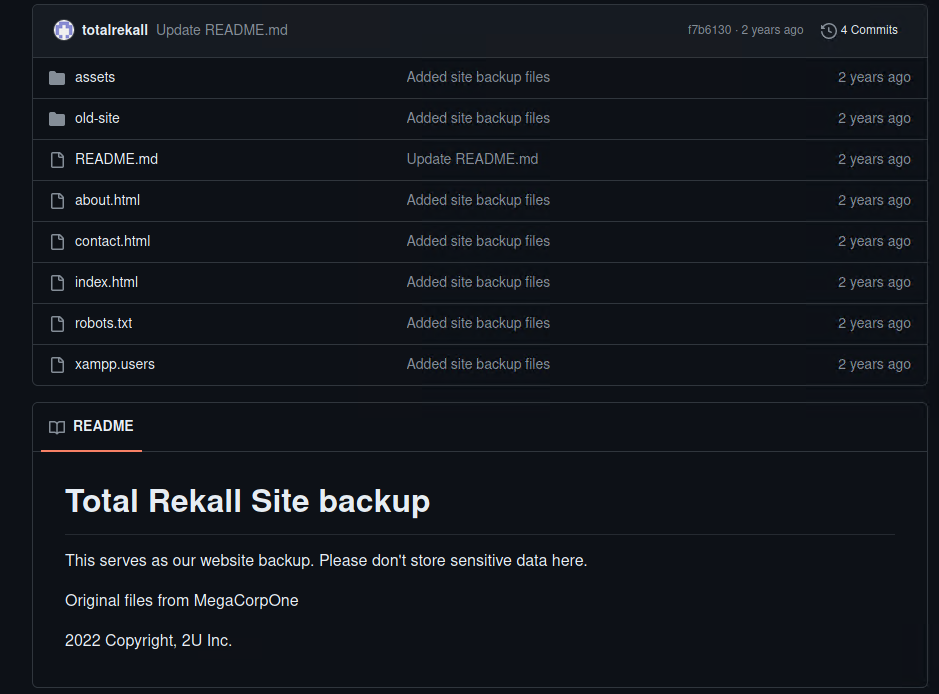 totalrekall Update README.md f7b6130 · 2 years ago 4 Commits
assets Added site backup files 2 years ago
old-site Added site backup files 2 years ago
README.md Update README.md 2 years ago
about.html Added site backup files 2 years ago
contact.html Added site backup files 2 years ago
index.html Added site backup files 2 years ago
robots.txt Added site backup files 2 years ago
xampp.users Added site backup files 2 years ago
README
Total Rekall Site backup
This serves as our website backup. Please don't store sensitive data here.
Original files from MegaCorpOne
2022 Copyright, 2U Inc.